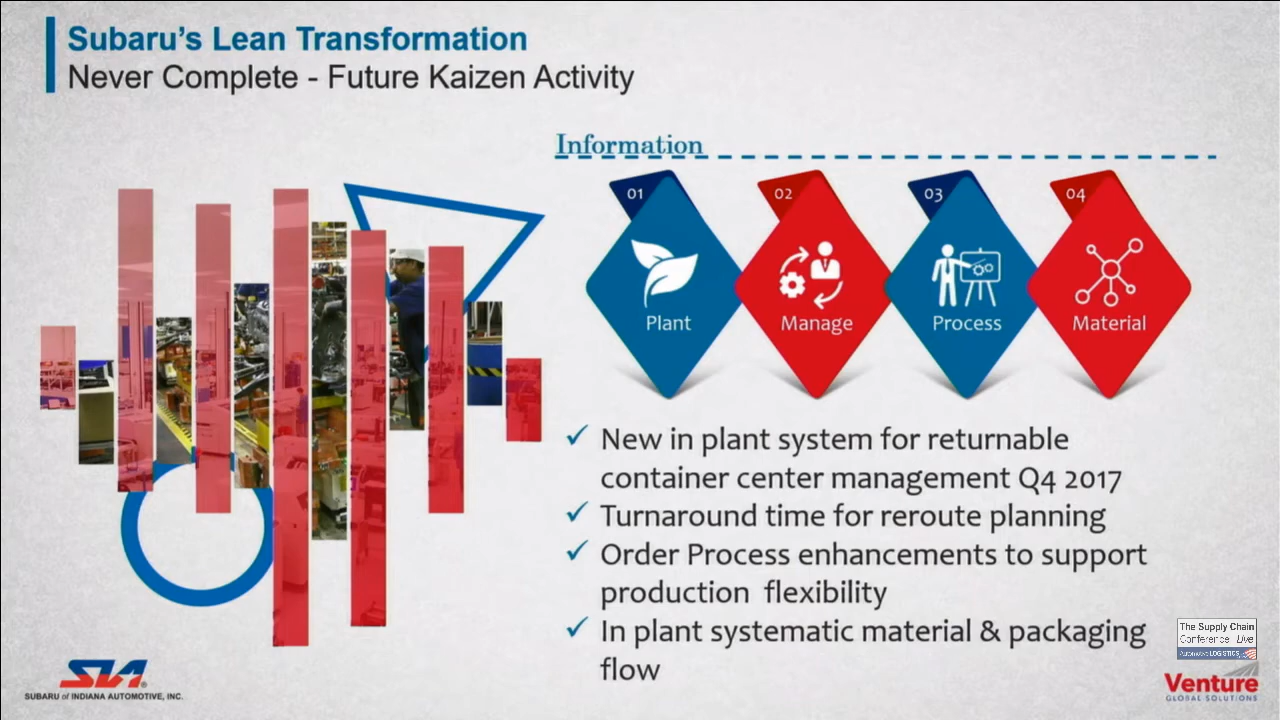 Subaru's Lean Transformation
Never Complete - Future Kaizen Activity
Information
01
02
03
04
Plant
Manage
Process
Material
✓ New in plant system for returnable
container center management Q4 2017
✓ Turnaround time for reroute planning
✓ Order Process enhancements to support
production flexibility
✓ In plant systematic material & packaging
flow
The Supply Chain
Conference Live
Automotive LOGISTICS
SIA®
SUBARU of INDIANA AUTOMOTIVE, INC.
Venture
GLOBAL SOLUTIONS